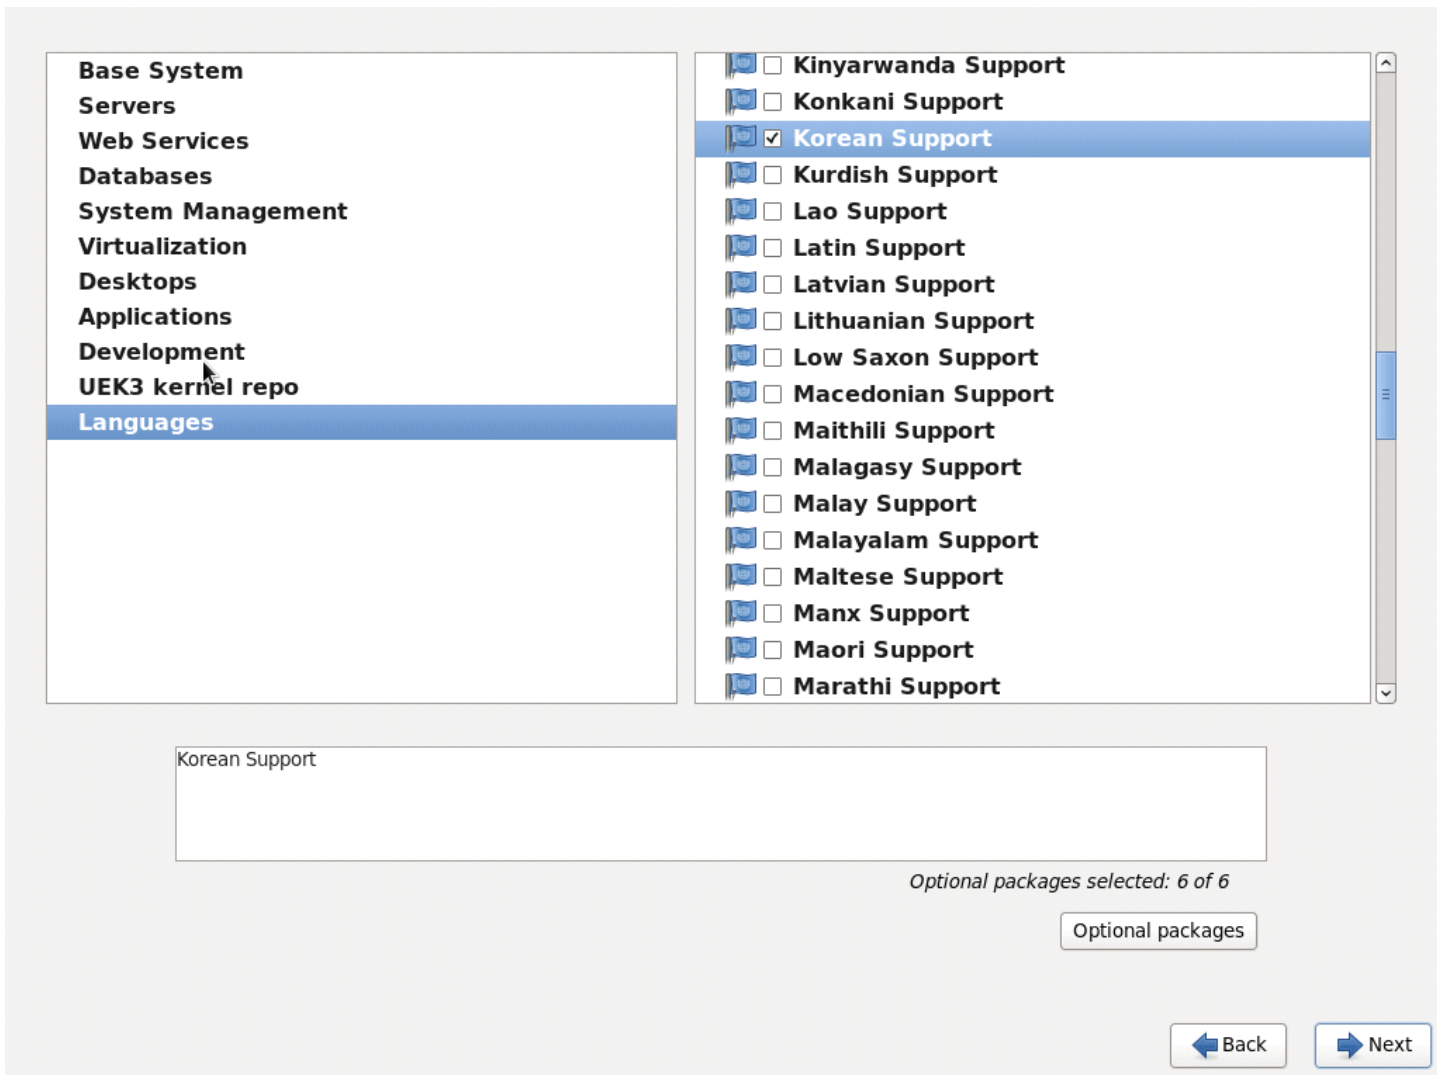 Base System
Servers
Web Services
Databases
System Management
Virtualization
Desktops
Applications
Development
UEK3 kernel repo
Languages
Kinyarwanda Support
Konkani Support
Korean Support
Kurdish Support
Lao Support
Latin Support
Latvian Support
Lithuanian Support
Low Saxon Support
Macedonian Support
Maithili Support
Malagasy Support
Malay Support
Malayalam Support
Maltese Support
Manx Support
Maori Support
Marathi Support
Korean Support
Optional packages selected: 6 of 6
Optional packages
Back
Next